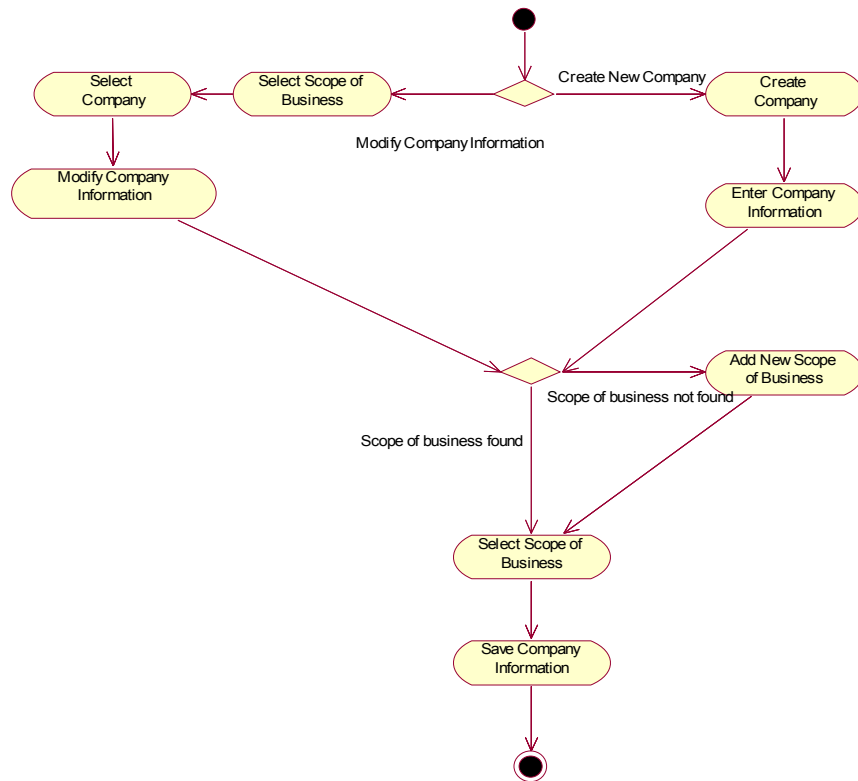 Select
Company
Select Scope of
Business
Create New Company
Create
Company
Modify Company Information
Modify Company
Information
Enter Company
Information
Add New Scope
of Business
Scope of business not found
Scope of business found
Select Scope of
Business
Save Company
Information